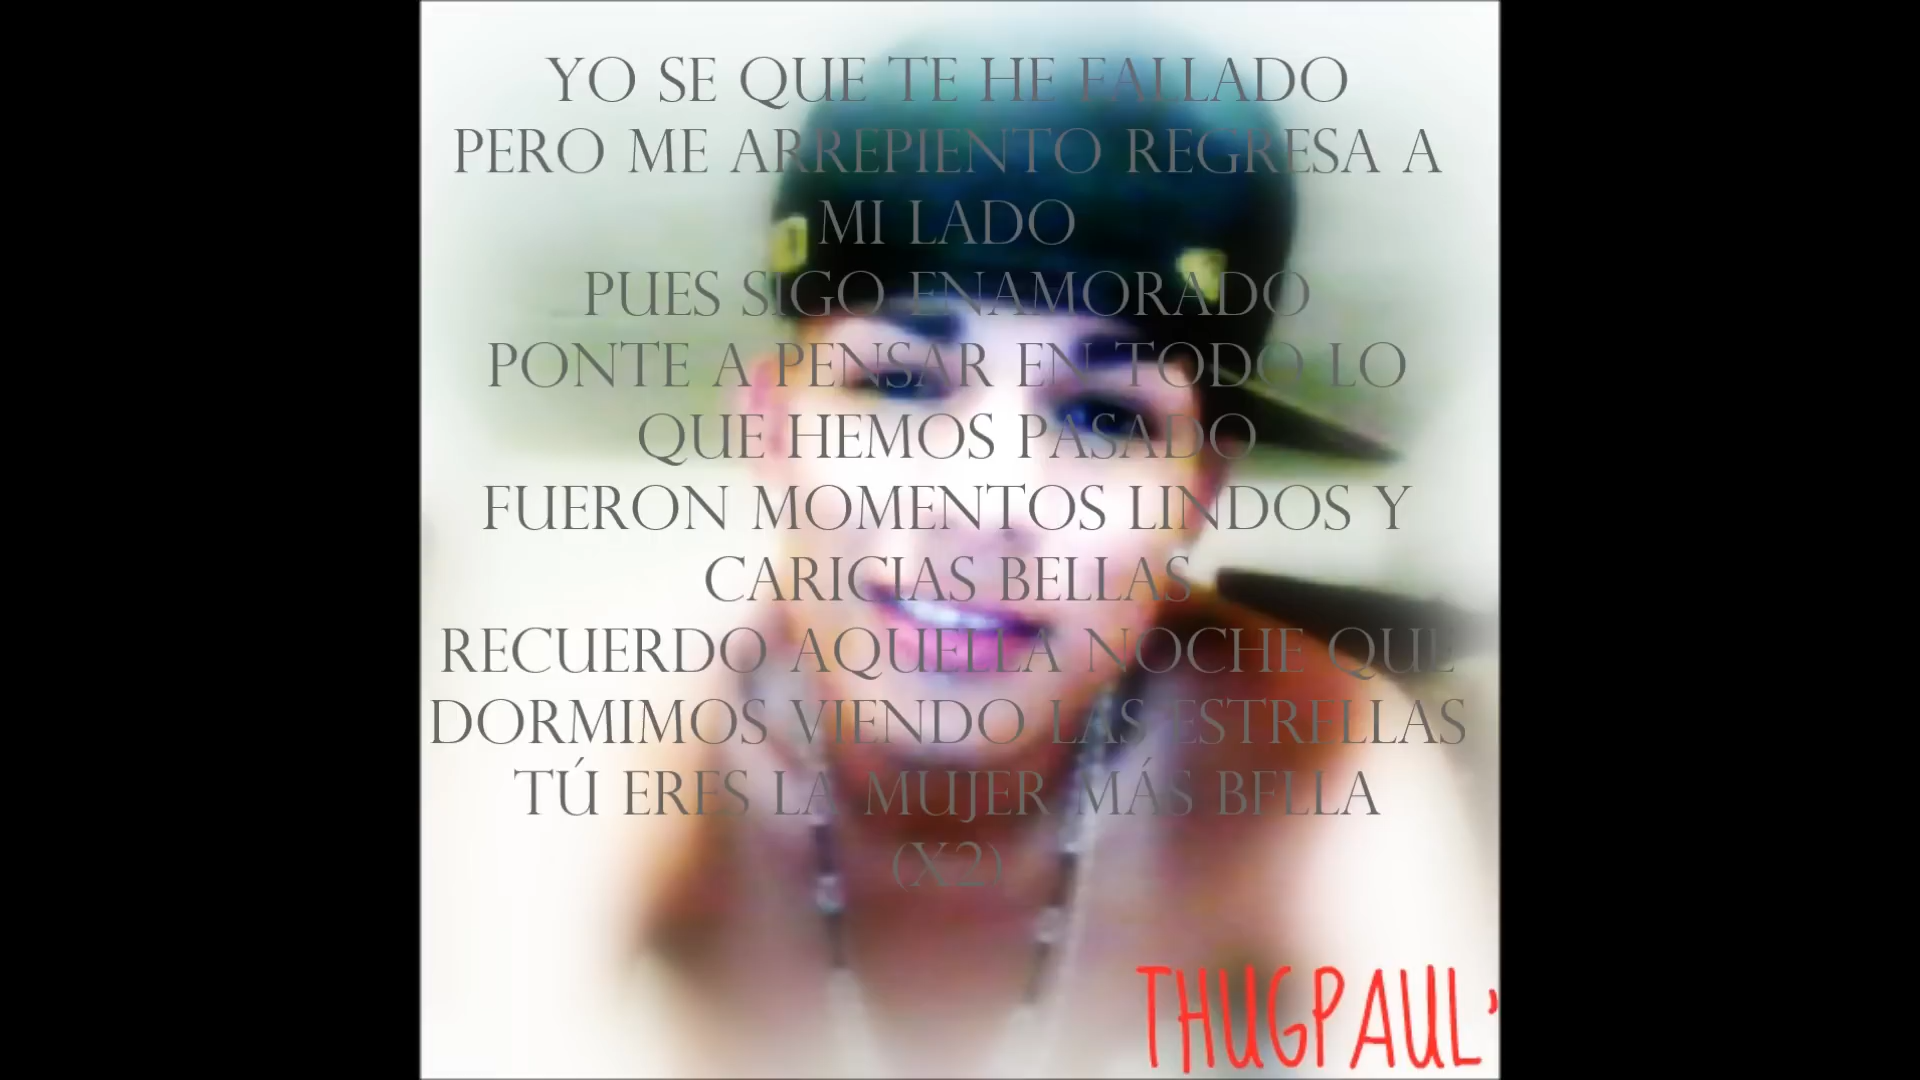 YO SE QUE TE HE FALLADO
PERO ME ARREPIENTO REGRESA A
MI LADO
PUES SIGO ENAMORADO
PONTE A PENSAR EN TODO LO
QUE HEMOS PASADO
FUERON MOMENTOS LINDOS Y
CARICIAS BELLAS
RECUERDO AQUELLA NOCHE QUE
DORMIMOS VIENDO LAS ESTRELLAS
TÚ ERES LA MUJER MÁS BELLA
(X2)
THUGPAUL'